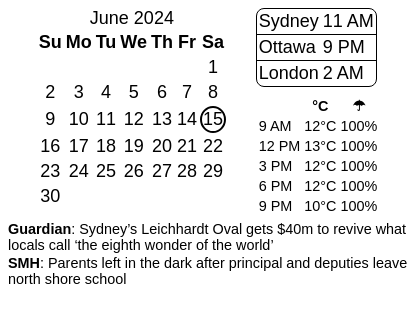 June 2024
Su Mo Tu We Th Fr Sa
1
2 3 4 5 6 7 8
9 10 11 12 13 14 15
16 17 18 19 20 21 22
23 24 25 26 27 28 29
30
Sydney 11 AM
Ottawa 9 PM
London 2 AM
°C ☂
9 AM 12°C 100%
12 PM 13°C 100%
3 PM 12°C 100%
6 PM 12°C 100%
9 PM 10°C 100%
Guardian: Sydney’s Leichhardt Oval gets $40m to revive what
locals call ‘the eighth wonder of the world’
SMH: Parents left in the dark after principal and deputies leave
north shore school